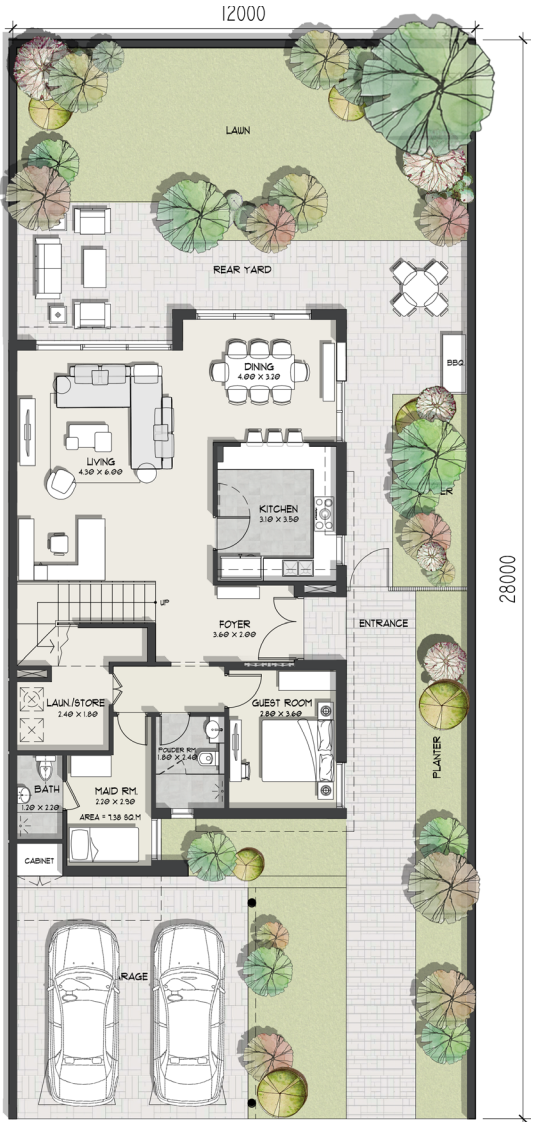 12000
LAWN
REAR YARD
DINING
4.00 X 3.20
BBQ
LIVING
4.30 X 6.00
ER
KITCHEN
3.10 X 3.50
28000
UP
FOYER
3.60 X 2.00
ENTRANCE
LAUN./STORE
2.40 X 1.80
GUEST ROOM
2.80 X 3.60
PLANTER
POUDER RM.
1.80 X 2.40
BATH
1.20 X 2.20
MAID RM.
2.20 X 2.90
AREA = 7.38 SQ.M
CABINET
ARAGE